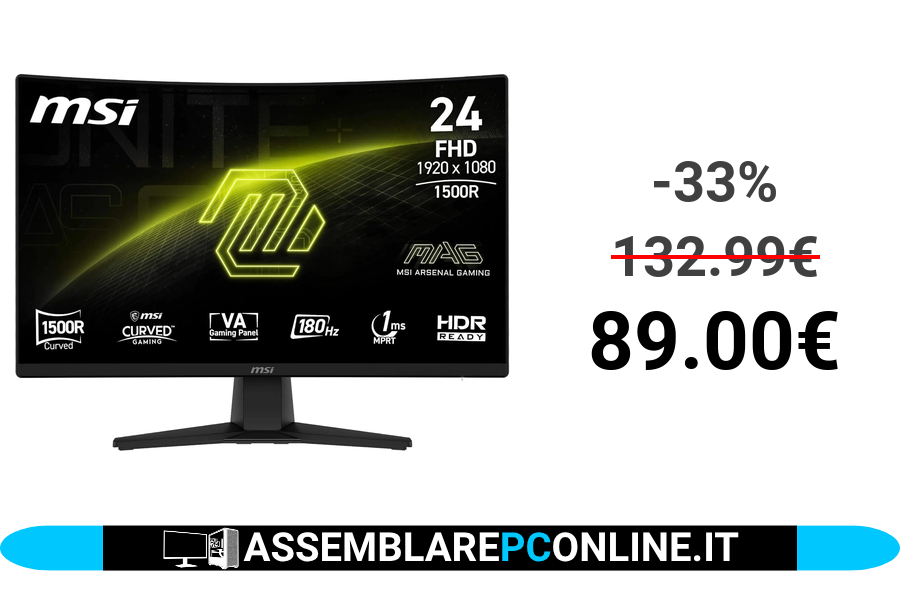 msi
24
FHD
1920 x 1080
1500R
MAG
MSI ARSENAL GAMING
1500R
Curved
msi
CURVED™
GAMING
VA
Gaming Panel
180Hz
1ms
MPRT
HDR
READY
msi
-33%
132.99€
89.00€
ASSEMBLAREPCONLINE.IT